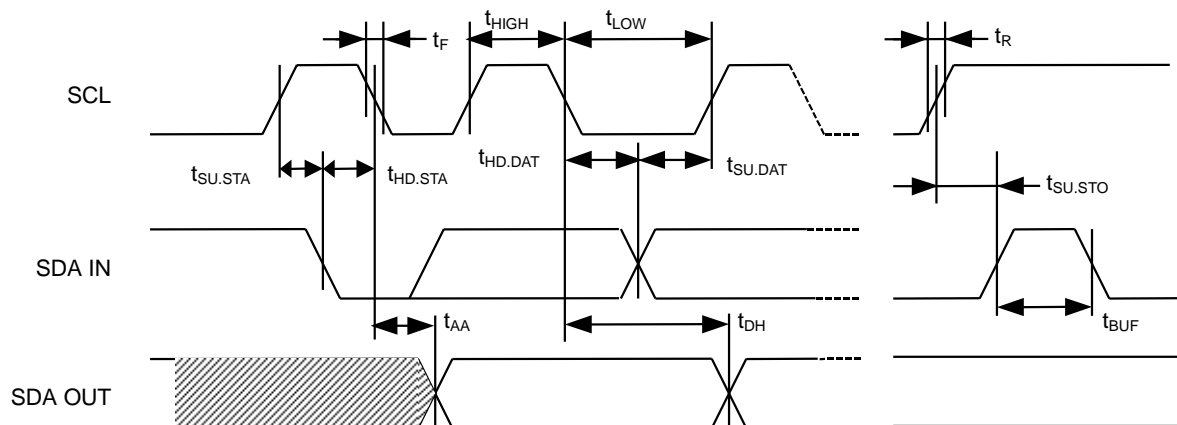 tHIGH tLOW
tF tR
SCL
tSU.STA tHD.STA tHD.DAT tSU.DAT tSU.STO
SDA IN
tAA tDH tBUF
SDA OUT